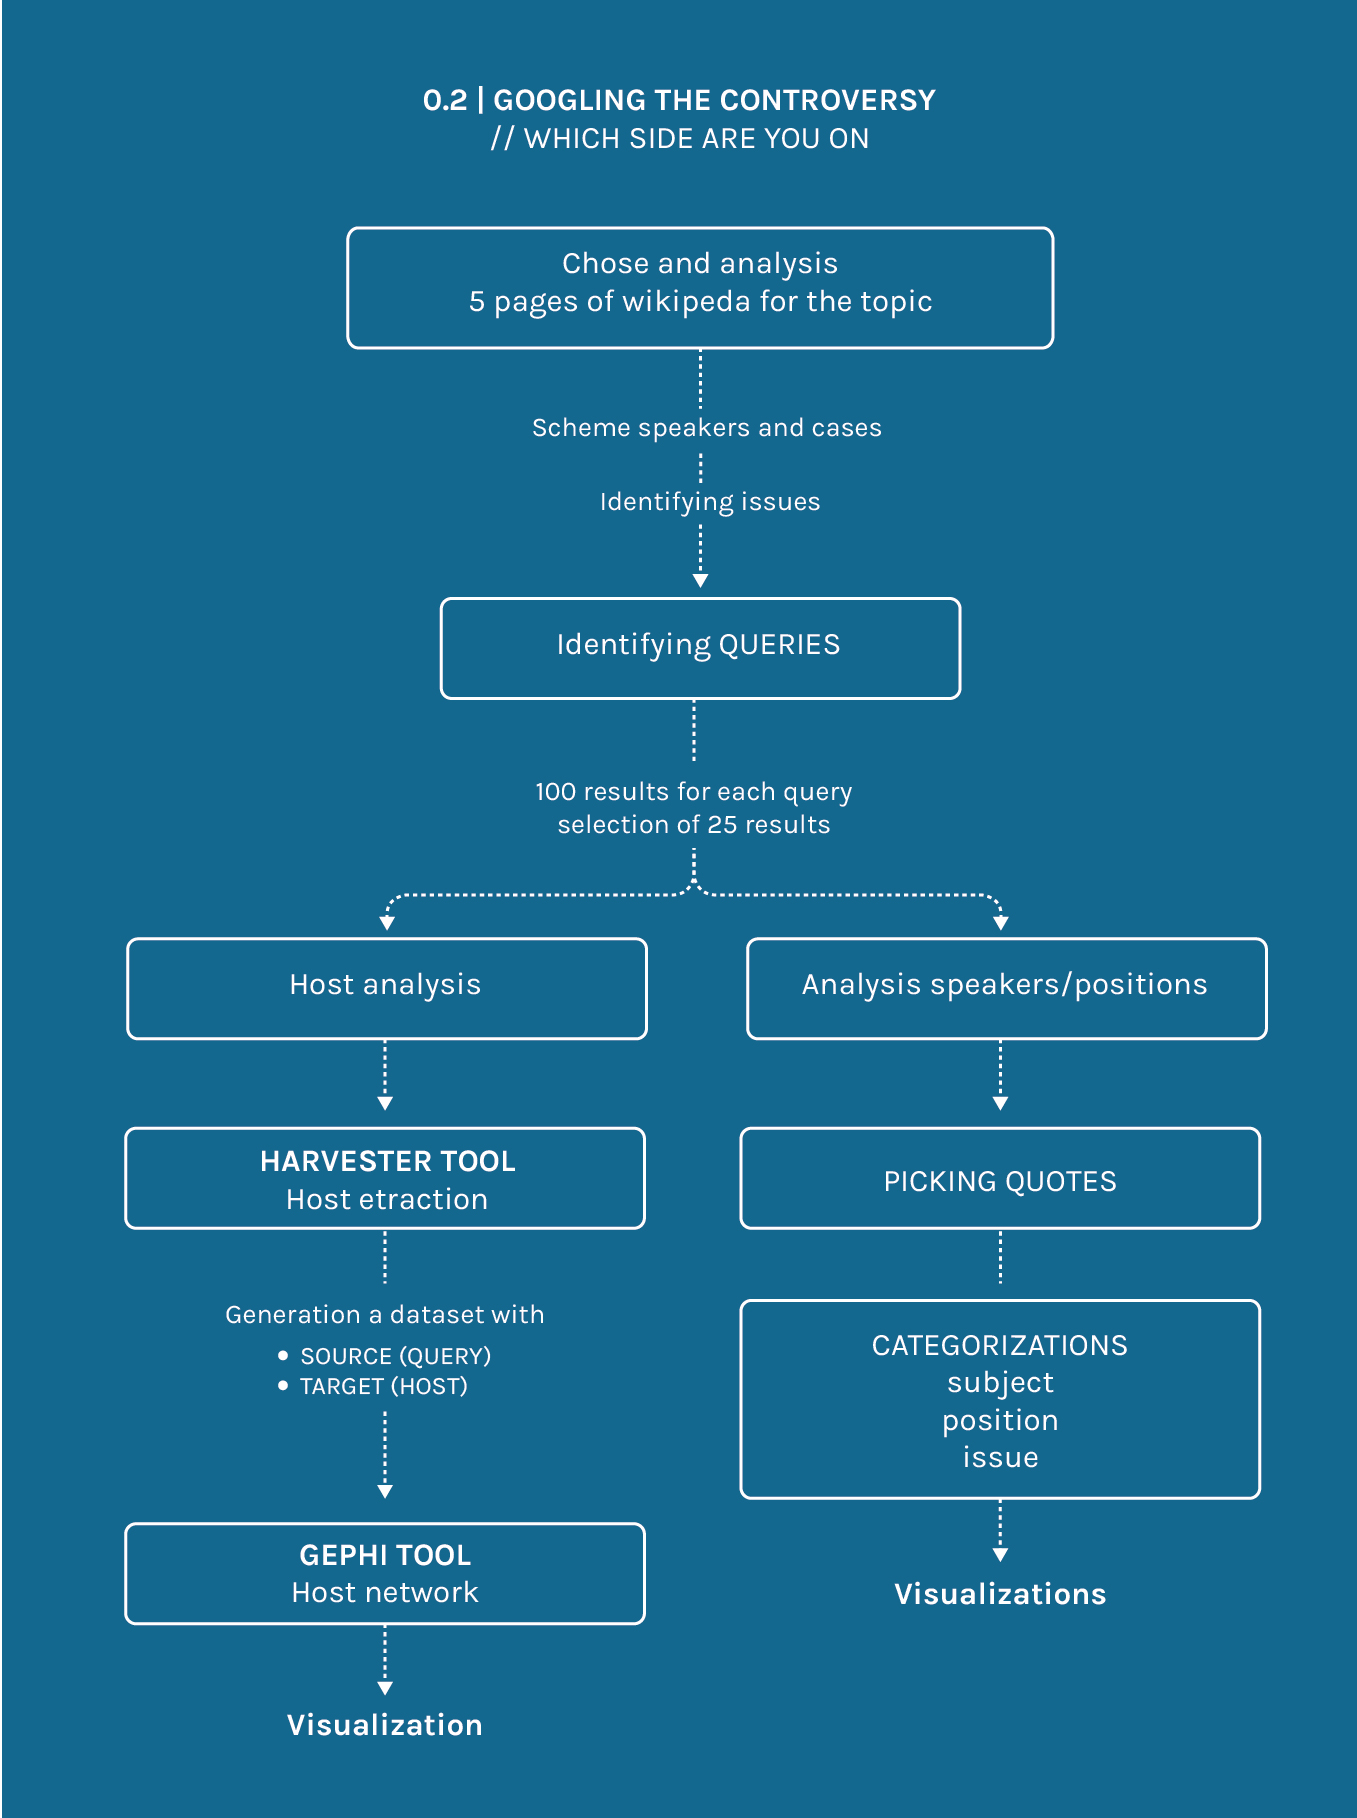 0.2 | GOOGLING THE CONTROVERSY
// WHICH SIDE ARE YOU ON
Chose and analysis
5 pages of wikipeda for the topic
Scheme speakers and cases
Identifying issues
Identifying QUERIES
100 results for each query
selection of 25 results
Host analysis
Analysis speakers/positions
HARVESTER TOOL
Host etraction
PICKING QUOTES
Generation a dataset with
• SOURCE (QUERY)
• TARGET (HOST)
CATEGORIZATIONS
subject
position
issue
GEPHI TOOL
Host network
Visualizations
Visualization